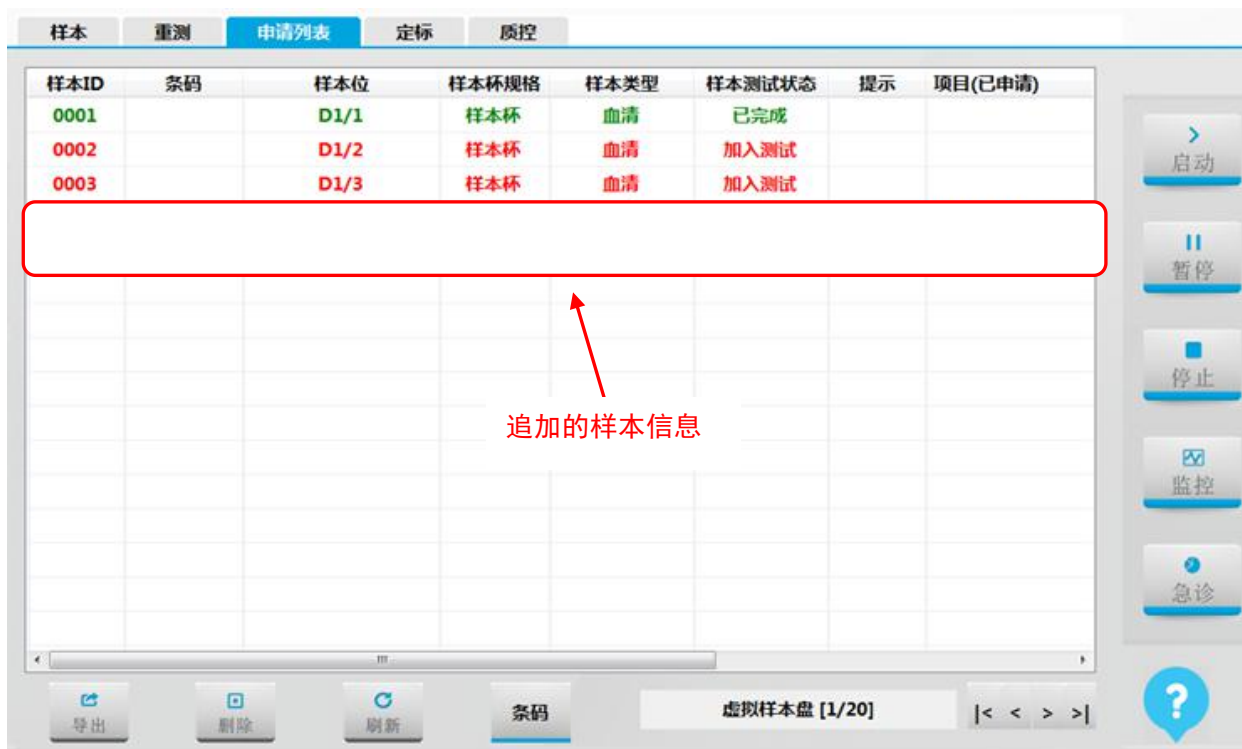 样本 重测 申请列表 定标 质控
样本ID 条码 样本位 样本杯规格 样本类型 样本测试状态 提示 项目(已申请)
0001 D1/1 样本杯 血清 已完成
0002 D1/2 样本杯 血清 加入测试
0003 D1/3 样本杯 血清 加入测试
追加的样本信息
启动
暂停
停止
监控
急诊
导出 删除 刷新 条码 虚拟样本盘 [1/20] |< < > >|
?